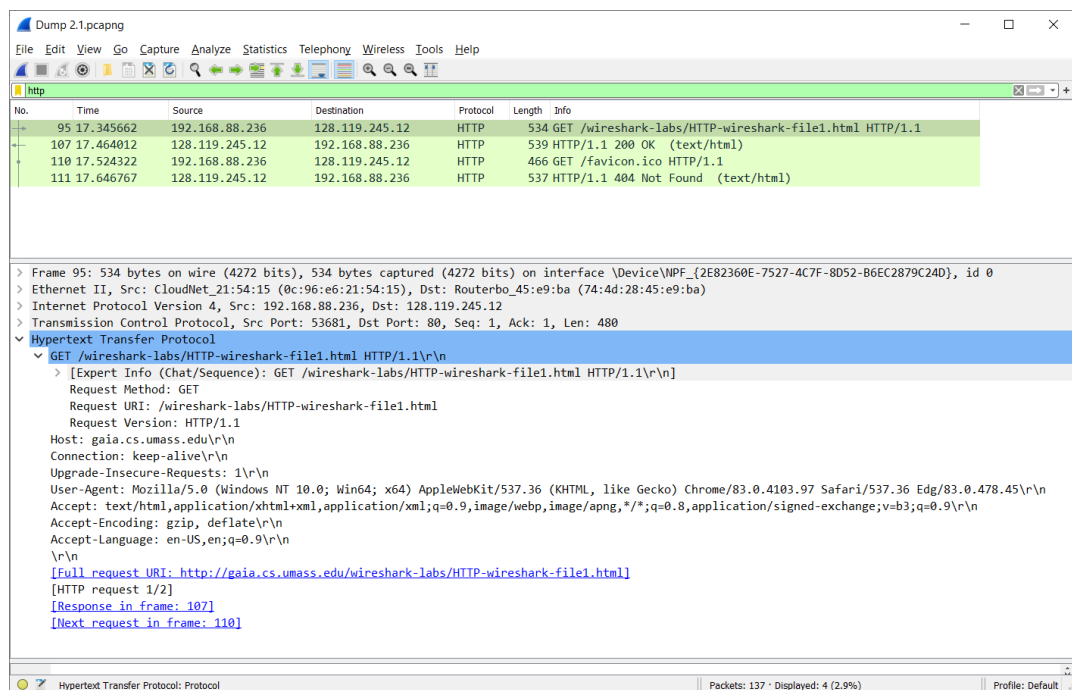 Dump 2.1.pcapng
File Edit View Go Capture Analyze Statistics Telephony Wireless Tools Help
http
No. Time Source Destination Protocol Length Info
95 17.345662 192.168.88.236 128.119.245.12 HTTP 534 GET /wireshark-labs/HTTP-wireshark-file1.html HTTP/1.1
107 17.464012 128.119.245.12 192.168.88.236 HTTP 539 HTTP/1.1 200 OK (text/html)
110 17.524322 192.168.88.236 128.119.245.12 HTTP 466 GET /favicon.ico HTTP/1.1
111 17.646767 128.119.245.12 192.168.88.236 HTTP 537 HTTP/1.1 404 Not Found (text/html)
Frame 95: 534 bytes on wire (4272 bits), 534 bytes captured (4272 bits) on interface \Device\NPF_{2E82360E-7527-4C7F-8D52-B6EC2879C24D}, id 0
Ethernet II, Src: CloudNet_21:54:15 (0c:96:e6:21:54:15), Dst: Routerbo_45:e9:ba (74:4d:28:45:e9:ba)
Internet Protocol Version 4, Src: 192.168.88.236, Dst: 128.119.245.12
Transmission Control Protocol, Src Port: 53681, Dst Port: 80, Seq: 1, Ack: 1, Len: 480
Hypertext Transfer Protocol
GET /wireshark-labs/HTTP-wireshark-file1.html HTTP/1.1\r\n
[Expert Info (Chat/Sequence): GET /wireshark-labs/HTTP-wireshark-file1.html HTTP/1.1\r\n]
Request Method: GET
Request URI: /wireshark-labs/HTTP-wireshark-file1.html
Request Version: HTTP/1.1
Host: gaia.cs.umass.edu\r\n
Connection: keep-alive\r\n
Upgrade-Insecure-Requests: 1\r\n
User-Agent: Mozilla/5.0 (Windows NT 10.0; Win64; x64) AppleWebKit/537.36 (KHTML, like Gecko) Chrome/83.0.4103.97 Safari/537.36 Edg/83.0.478.45\r\n
Accept: text/html,application/xhtml+xml,application/xml;q=0.9,image/webp,image/apng,*/*;q=0.8,application/signed-exchange;v=b3;q=0.9\r\n
Accept-Encoding: gzip, deflate\r\n
Accept-Language: en-US,en;q=0.9\r\n
\r\n
[Full request URI: http://gaia.cs.umass.edu/wireshark-labs/HTTP-wireshark-file1.html]
[HTTP request 1/2]
[Response in frame: 107]
[Next request in frame: 110]
Hypertext Transfer Protocol: Protocol Packets: 137 · Displayed: 4 (2.9%) Profile: Default